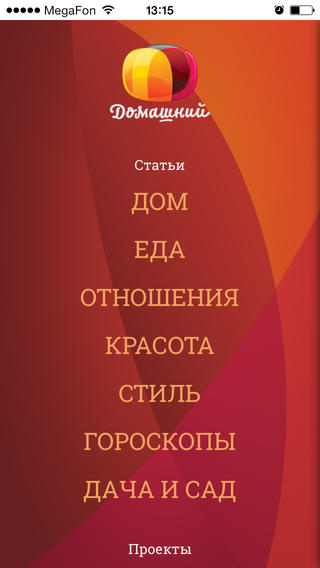 MegaFon 13:15
Домашний
Статьи
ДОМ
ЕДА
ОТНОШЕНИЯ
КРАСОТА
СТИЛЬ
ГОРОСКОПЫ
ДАЧА И САД
Проекты